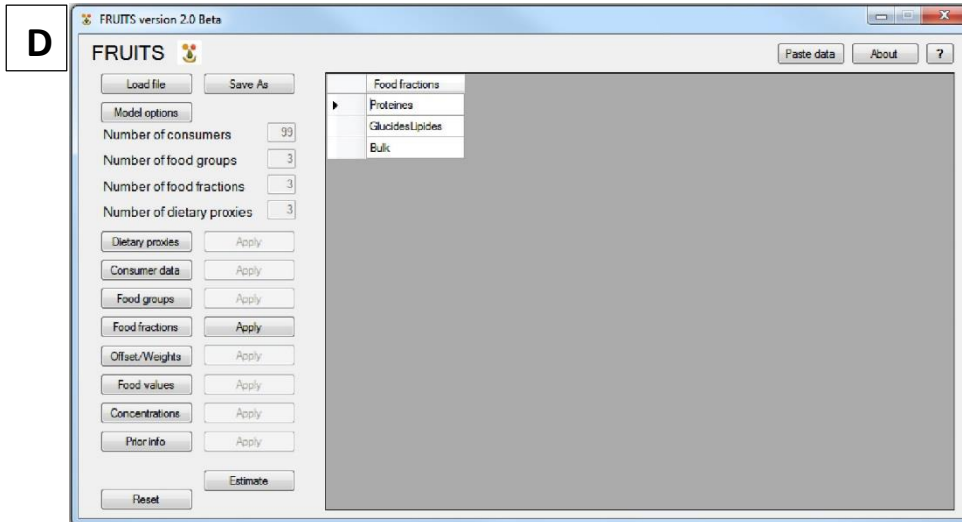 D
FRUITS version 2.0 Beta
FRUITS
Paste data About ?
Load file Save As
Model options
Number of consumers 99
Number of food groups 3
Number of food fractions 3
Number of dietary proxies 3
Dietary proxies Apply
Consumer data Apply
Food groups Apply
Food fractions Apply
Offset/Weights Apply
Food values Apply
Concentrations Apply
Prior info Apply
Estimate
Reset
Food fractions
Proteines
GlucidesLipides
Bulk